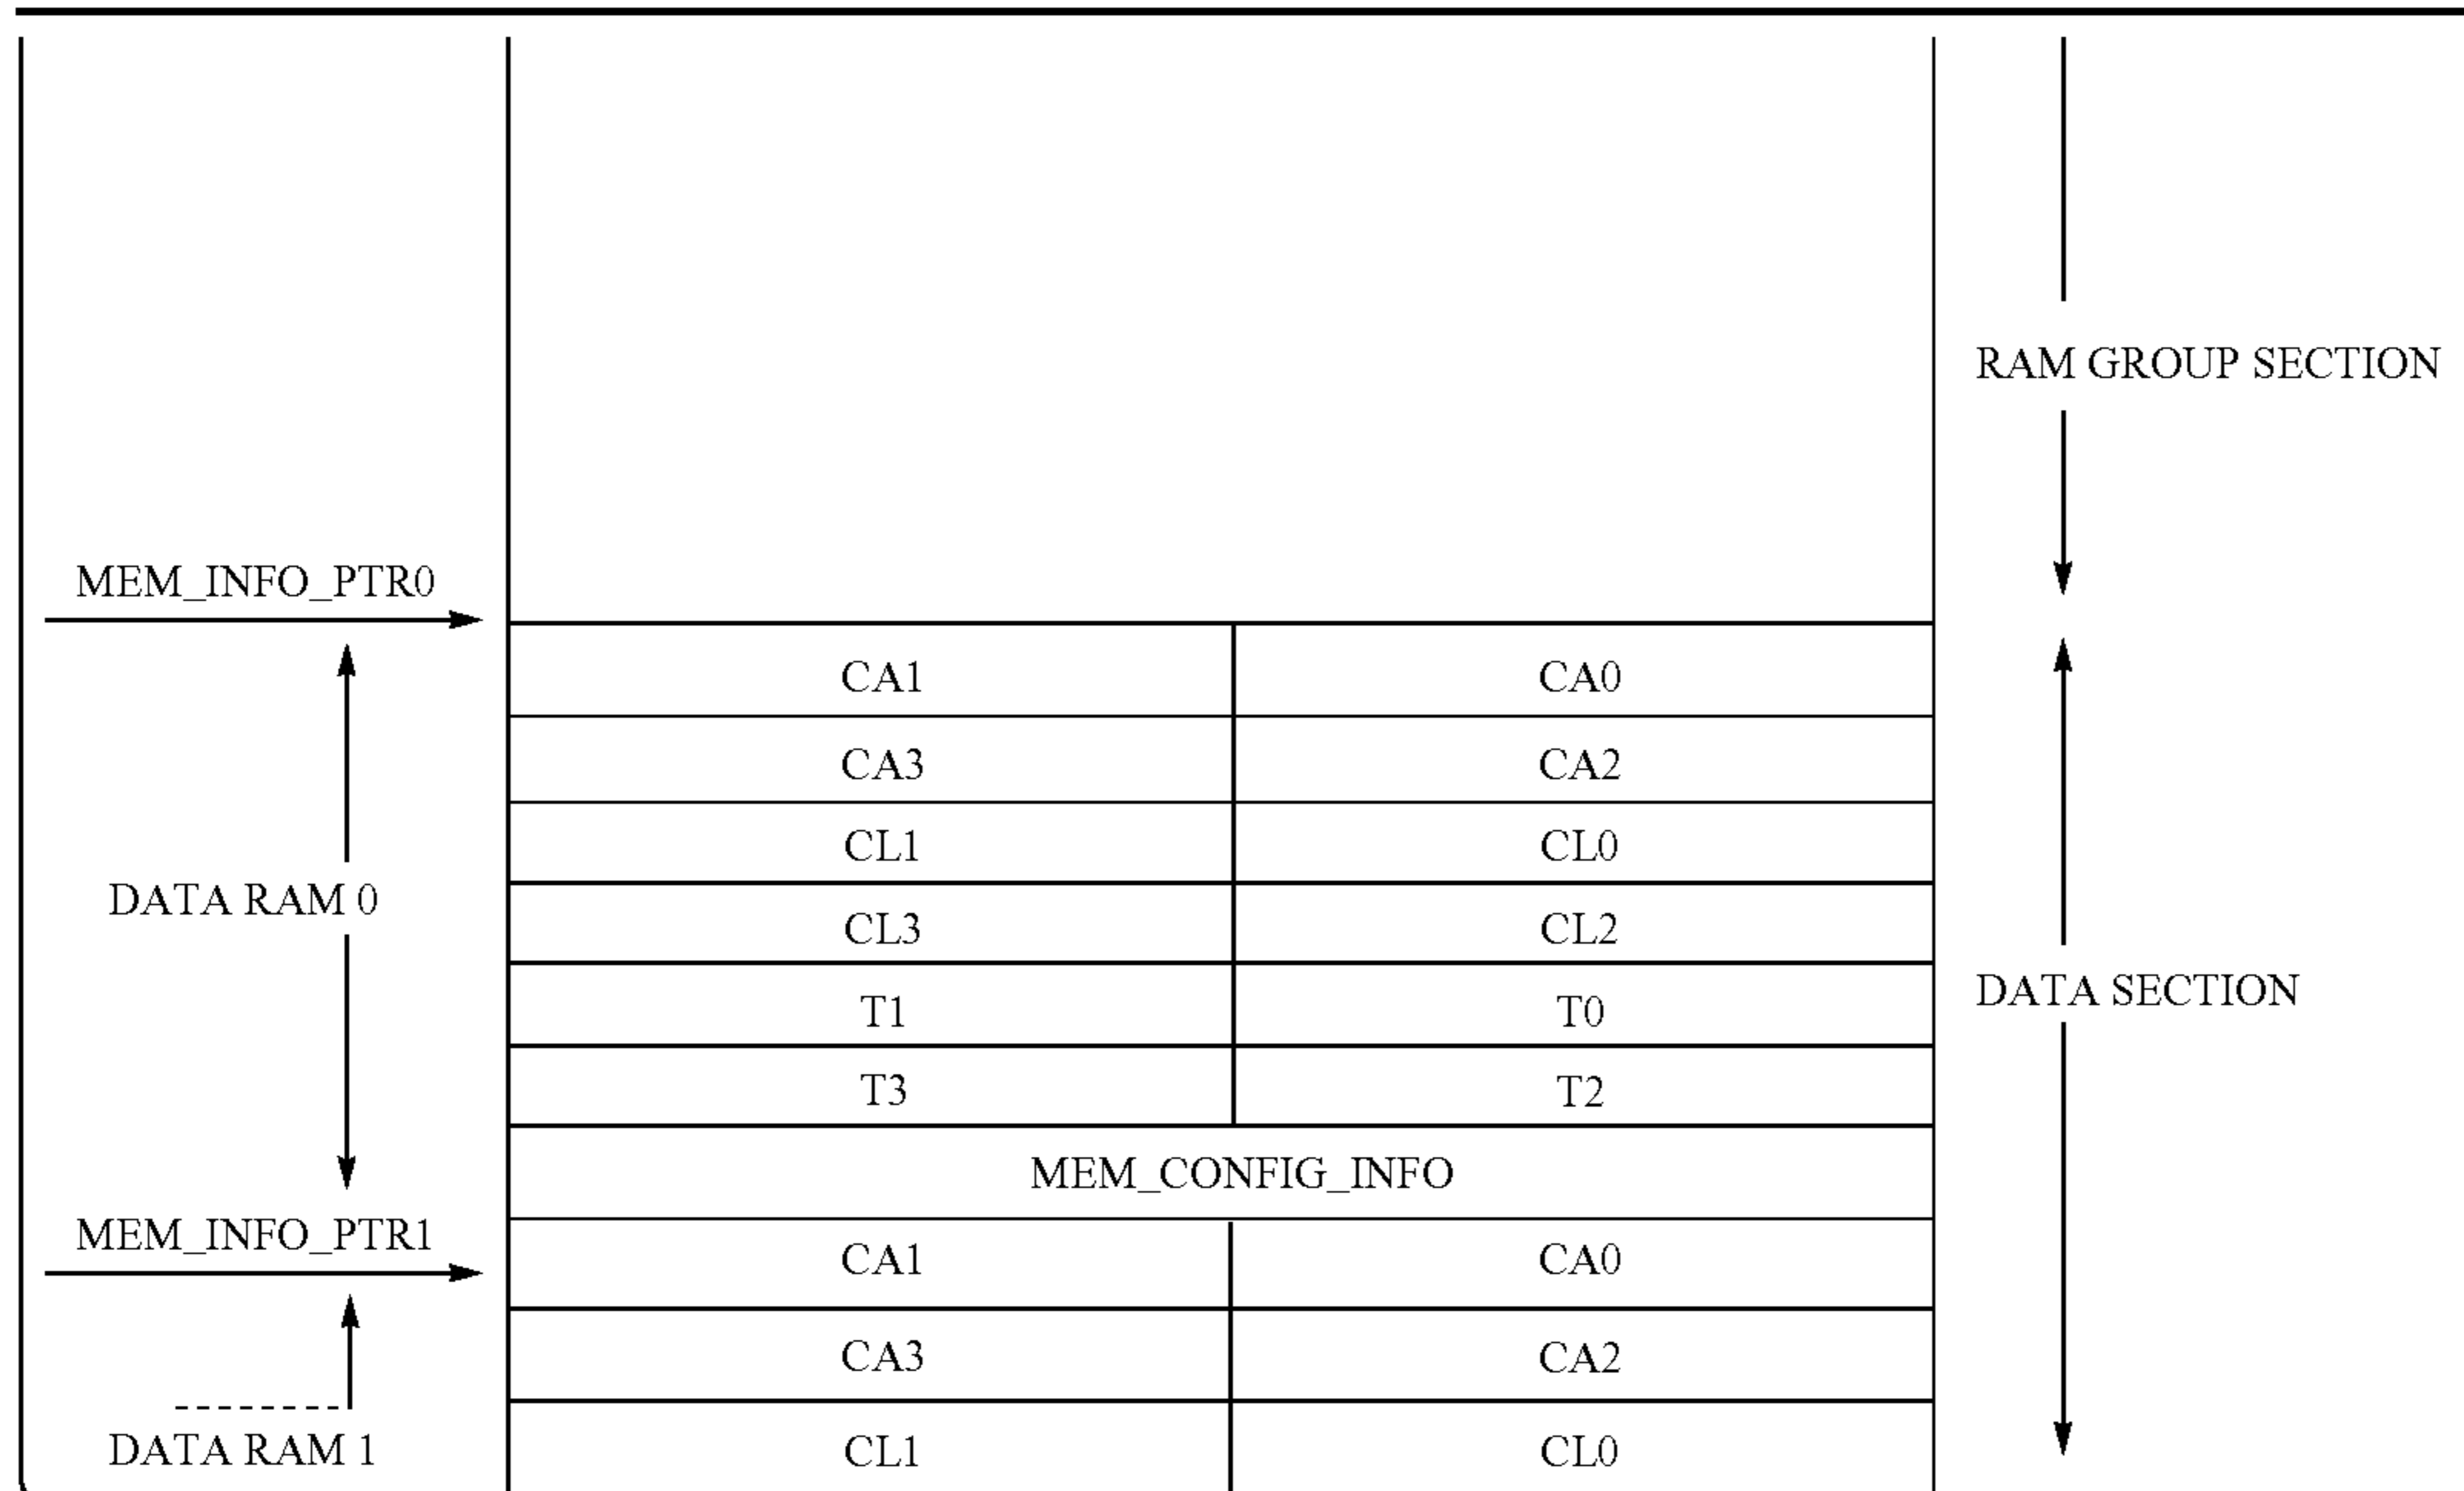 RAM GROUP SECTION
MEM_INFO_PTR0
CA1 CA0
CA3 CA2
CL1 CL0
DATA RAM 0
CL3 CL2
DATA SECTION
T1 T0
T3 T2
MEM_CONFIG_INFO
MEM_INFO_PTR1
CA1 CA0
CA3 CA2
DATA RAM 1
CL1 CL0